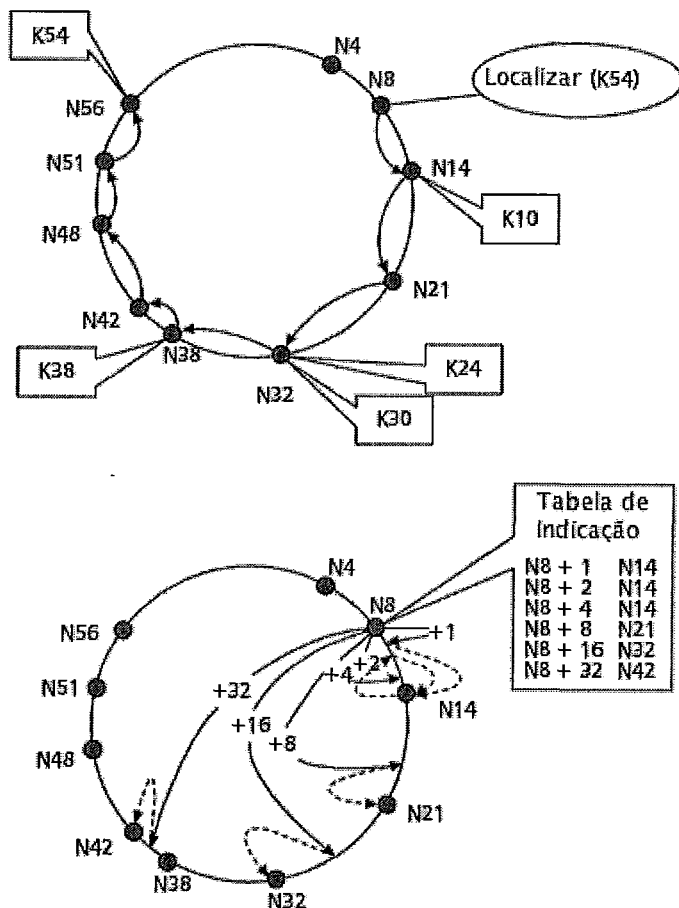 K54
N4
N8
Localizar (K54)
N56
N51
N14
K10
N48
N21
N42
N38
K38
N32
K24
K30
Tabela de
indicação
N8 + 1 N14
N8 + 2 N14
N8 + 4 N14
N8 + 8 N21
N8 + 16 N32
N8 + 32 N42
N4
N8
N56
+1
+2
+4
+32
+16
+8
N51
N14
N48
N21
N42
N38
N32